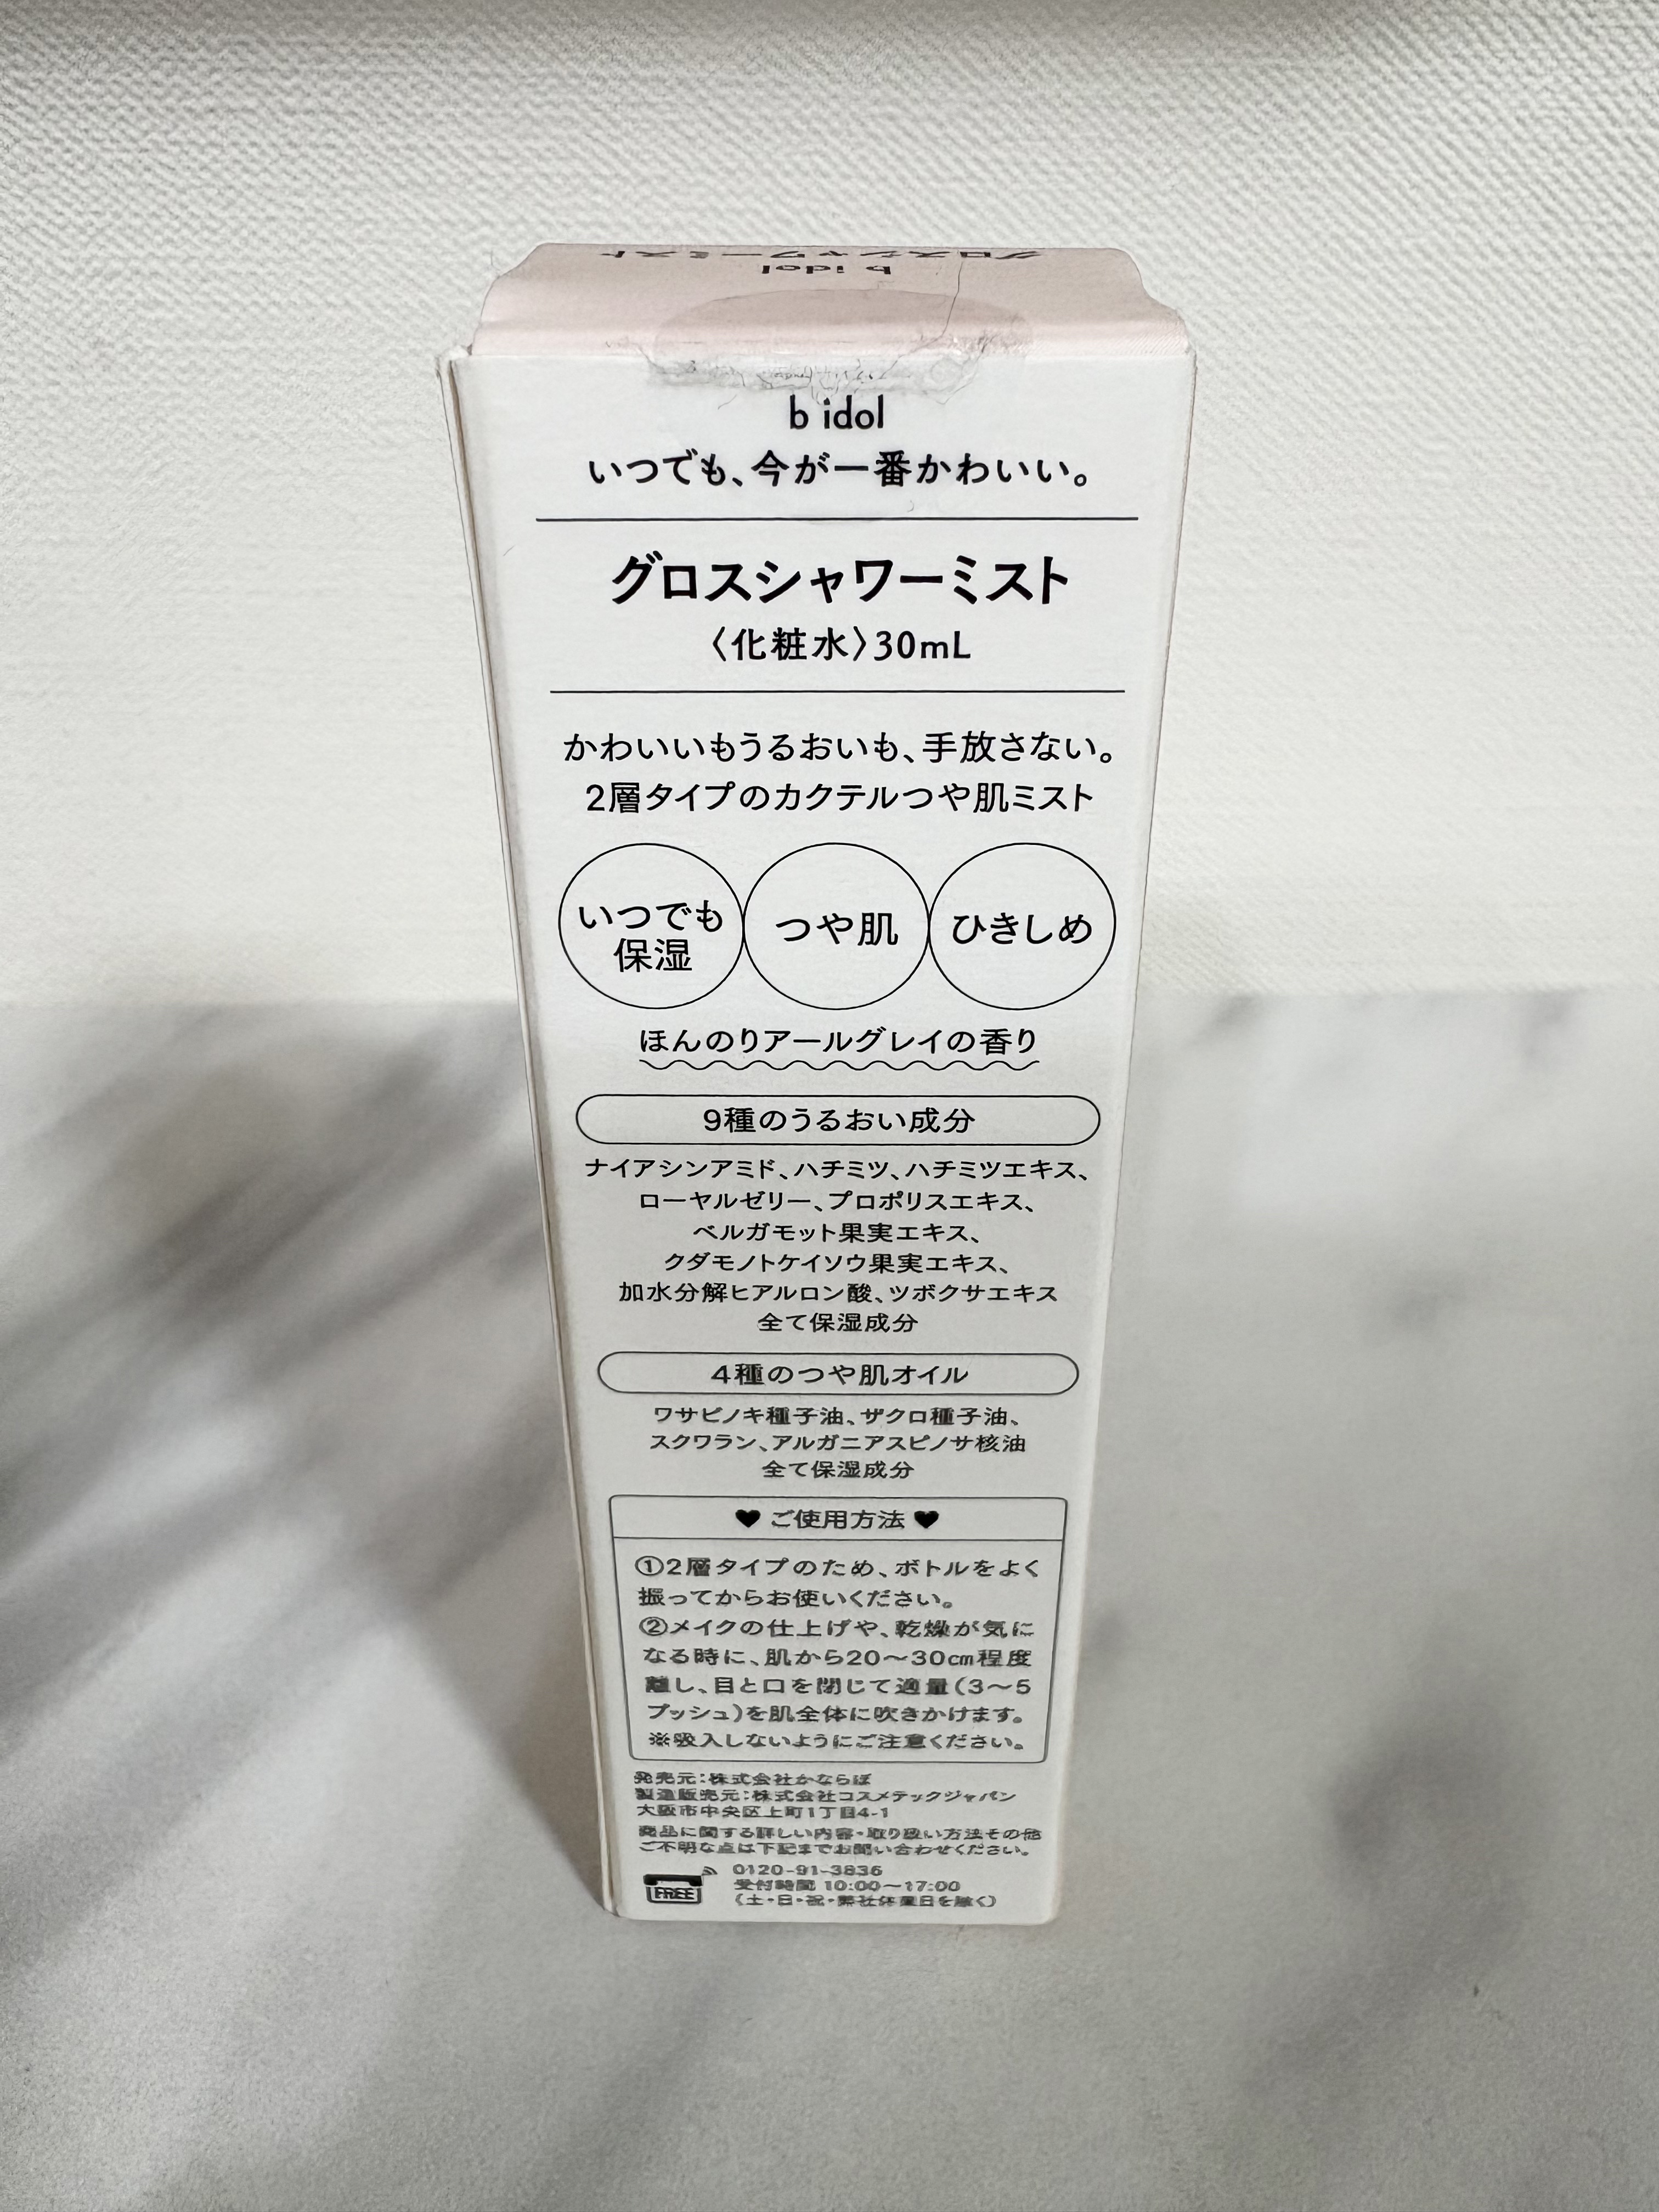 グロスシャワーミスト
b idol
b idol
いつでも、今が一番かわいい。
グロスシャワーミスト
〈化粧水〉30mL
かわいいもうるおいも、手放さない。
2層タイプのカクテルつや肌ミスト
いつでも
保湿
つや肌
ひきしめ
ほんのりアールグレイの香り
9種のうるおい成分
ナイアシンアミド、ハチミツ、ハチミツエキス、
ローヤルゼリー、プロポリスエキス、
ベルガモット果実エキス、
クダモノトケイソウ果実エキス、
加水分解ヒアルロン酸、ツボクサエキス
全て保湿成分
4種のつや肌オイル
ワサビノキ種子油、ザクロ種子油、
スクワラン、アルガニアスピノサ核油
全て保湿成分
♥ ご使用方法 ♥
①2層タイプのため、ボトルをよく
振ってからお使いください。
②メイクの仕上げや、乾燥が気に
なる時に、肌から20〜30㎝程度
離し、目と口を閉じて適量(3〜5
プッシュ)を肌全体に吹きかけます。
※吸入しないようにご注意ください。
発売元:株式会社かならぼ
製造販売元:株式会社コスメテックジャパン
大阪市中央区上町1丁目4-1
商品に関する詳しい内容・取り扱い方法その他
ご不明な点は下記までお問い合わせください。
FREE
0120-91-3836
受付時間 10:00〜17:00
(土・日・祝・弊社休業日を除く)